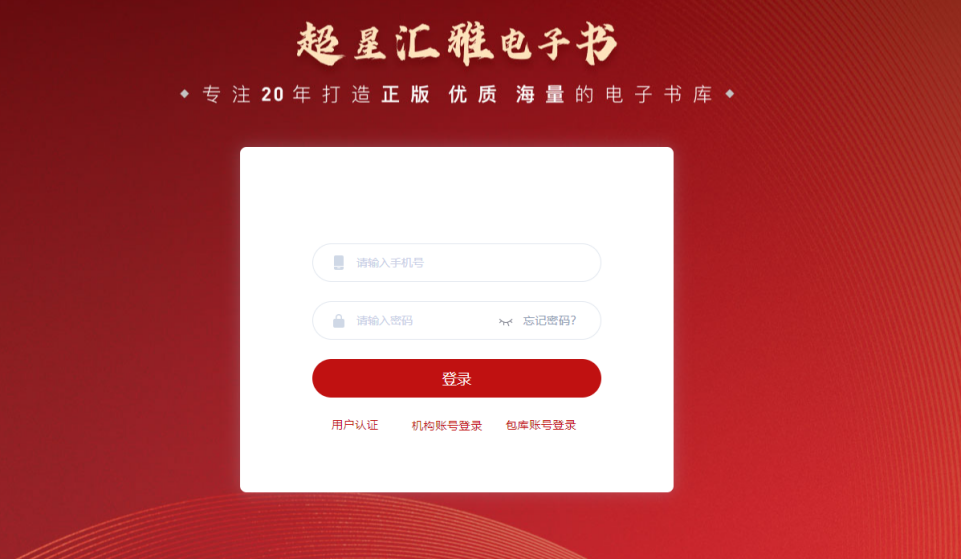 超星汇雅电子书
专注20年打造正版 优质 海量的电子书库
请输入手机号
请输入密码 忘记密码？
登录
用户认证 机构账号登录 包库账号登录